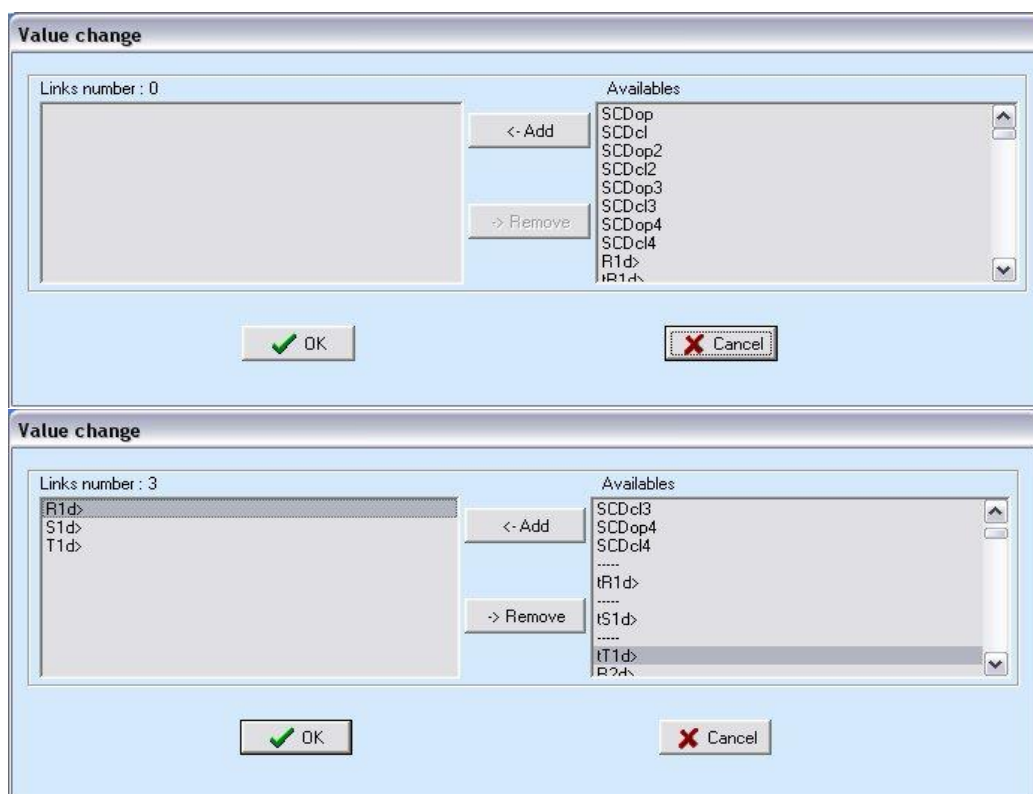 Value change
Links number : 0
Availables
<- Add
-> Remove
SCDop
SCDcl
SCDop2
SCDcl2
SCDop3
SCDcl3
SCDop4
SCDcl4
R1d>
tR1d>
OK
Cancel
Value change
Links number : 3
Availables
R1d>
S1d>
T1d>
<- Add
-> Remove
SCDcl3
SCDop4
SCDcl4
-----
tR1d>
-----
tS1d>
-----
tT1d>
R2d>
OK
Cancel